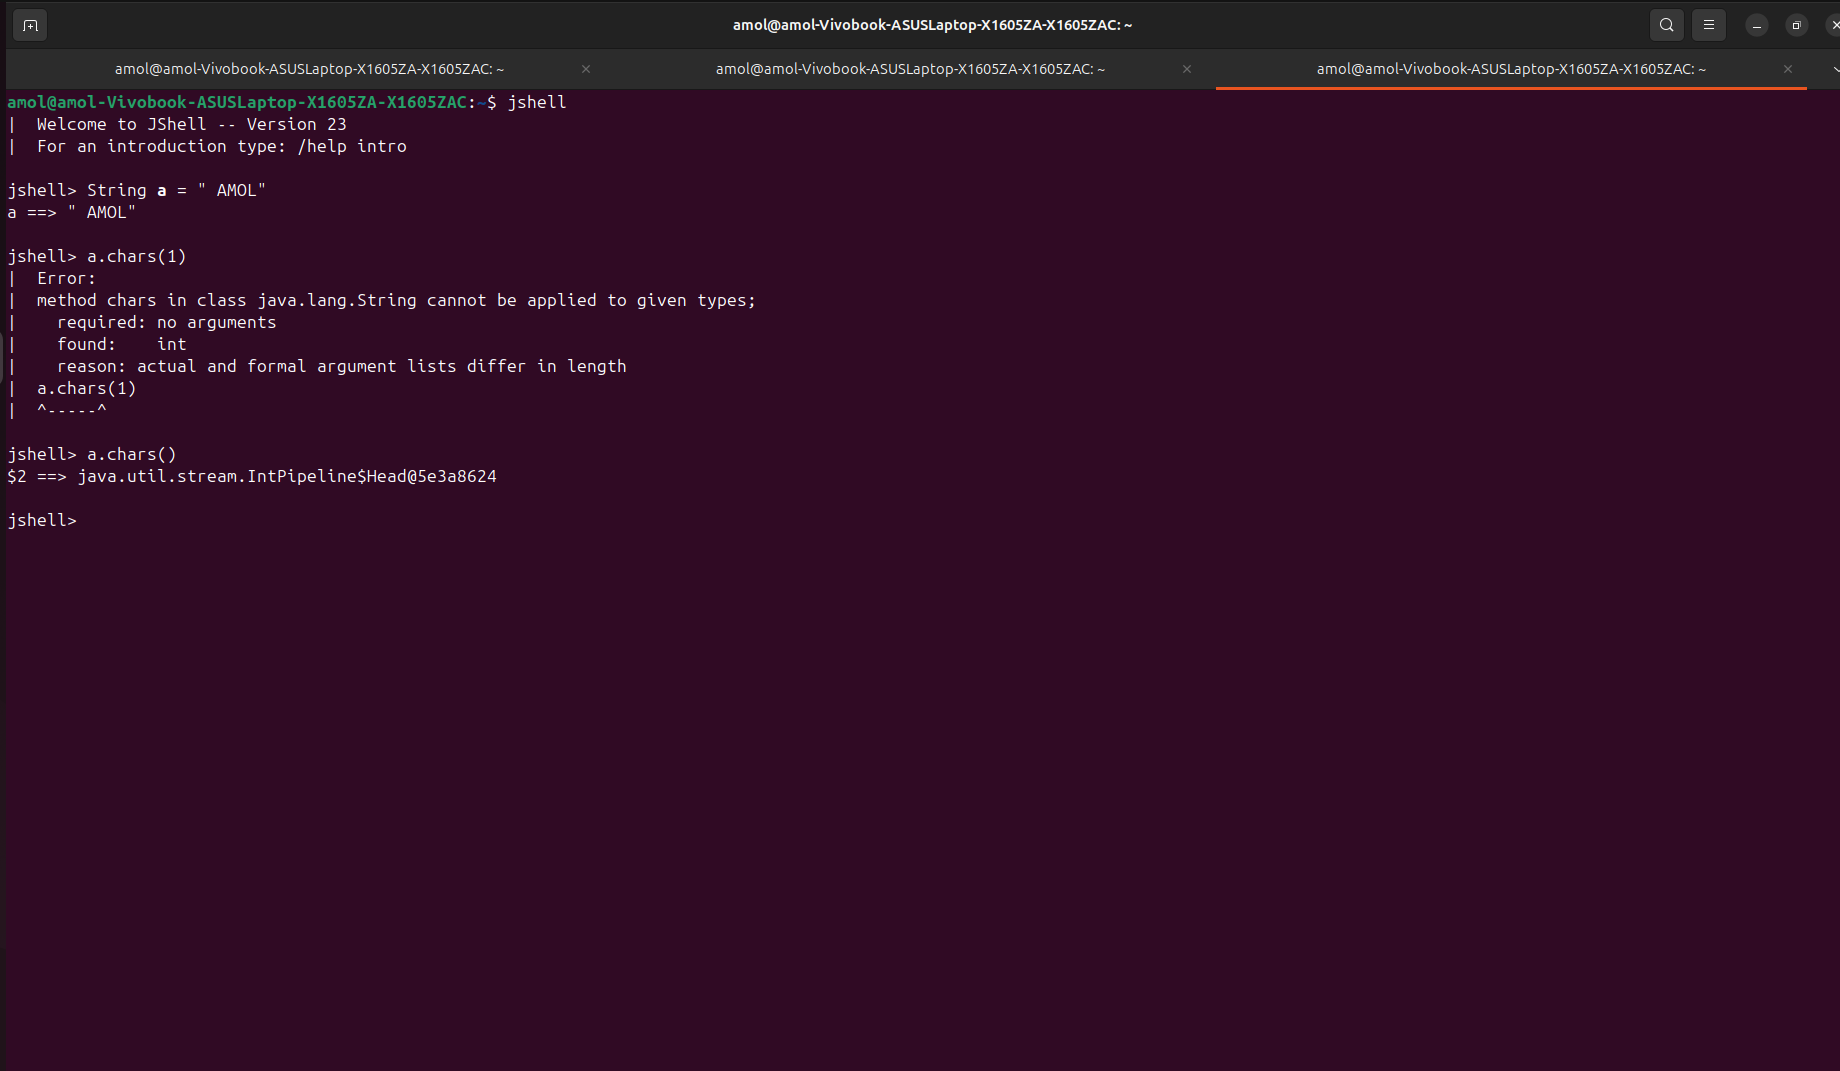 amol@amol-Vivobook-ASUSLaptop-X1605ZA-X1605ZAC: ~
amol@amol-Vivobook-ASUSLaptop-X1605ZA-X1605ZAC: ~
amol@amol-Vivobook-ASUSLaptop-X1605ZA-X1605ZAC: ~
amol@amol-Vivobook-ASUSLaptop-X1605ZA-X1605ZAC: ~
amol@amol-Vivobook-ASUSLaptop-X1605ZA-X1605ZAC:~$ jshell
|  Welcome to JShell -- Version 23
|  For an introduction type: /help intro
jshell> String a = " AMOL"
a ==> " AMOL"
jshell> a.chars(1)
|  Error:
|  method chars in class java.lang.String cannot be applied to given types;
|    required: no arguments
|    found:    int
|    reason: actual and formal argument lists differ in length
|  a.chars(1)
|  ^-----^
jshell> a.chars()
$2 ==> java.util.stream.IntPipeline$Head@5e3a8624
jshell>